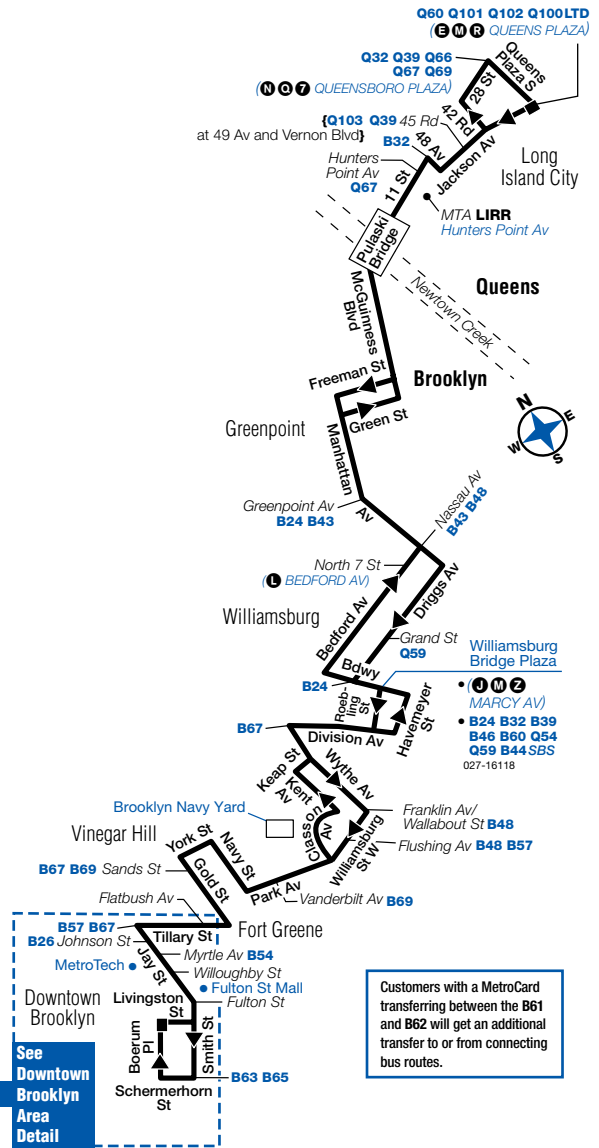 Q60 Q101 Q102 Q100LTD
(E M R QUEENS PLAZA)
Q32 Q39 Q66
Q67 Q69
(N Q 7 QUEENSBORO PLAZA)
Queens
Plaza S
28 St
42 Rd
{Q103 Q39 45 Rd
at 49 Av and Vernon Blvd}
B32
48 Av
Jackson Av
Long
Island City
Hunters
Point Av
Q67
11 St
MTA LIRR
Hunters Point Av
Pulaski
Bridge
Queens
Newtown Creek
McGuinness
Blvd
Brooklyn
Freeman St
Green St
Greenpoint
Manhattan
Av
N
E
W
S
Greenpoint Av
B24 B43
Nassau Av
B43 B48
North 7 St
(L BEDFORD AV)
Driggs Av
Williamsburg
Bedford Av
Grand St
Q59
Bdwy
Williamsburg
Bridge Plaza
B24
Roeb-
ling
St
Havemeyer
St
• (J M Z
MARCY AV)
• B24 B32 B39
B46 B60 Q54
Q59 B44SBS
027-16118
B67
Division Av
Keap St
Wythe Av
Kent
Av
Brooklyn Navy Yard
Classon
Av
Franklin Av/
Wallabout St B48
Williamsburg
St W
Flushing Av B48 B57
Vinegar Hill
York St
Navy St
B67 B69 Sands St
Gold St
Park Av
Vanderbilt Av B69
Flatbush Av
Fort Greene
B57 B67
Tillary St
B26 Johnson St
Jay St
Myrtle Av B54
MetroTech •
Willoughby St
• Fulton St Mall
Downtown
Brooklyn
Livingston
St
Fulton St
Boerum
Pl
Smith St
B63 B65
Schermerhorn
St
See
Downtown
Brooklyn
Area
Detail
Customers with a MetroCard
transferring between the B61
and B62 will get an additional
transfer to or from connecting
bus routes.